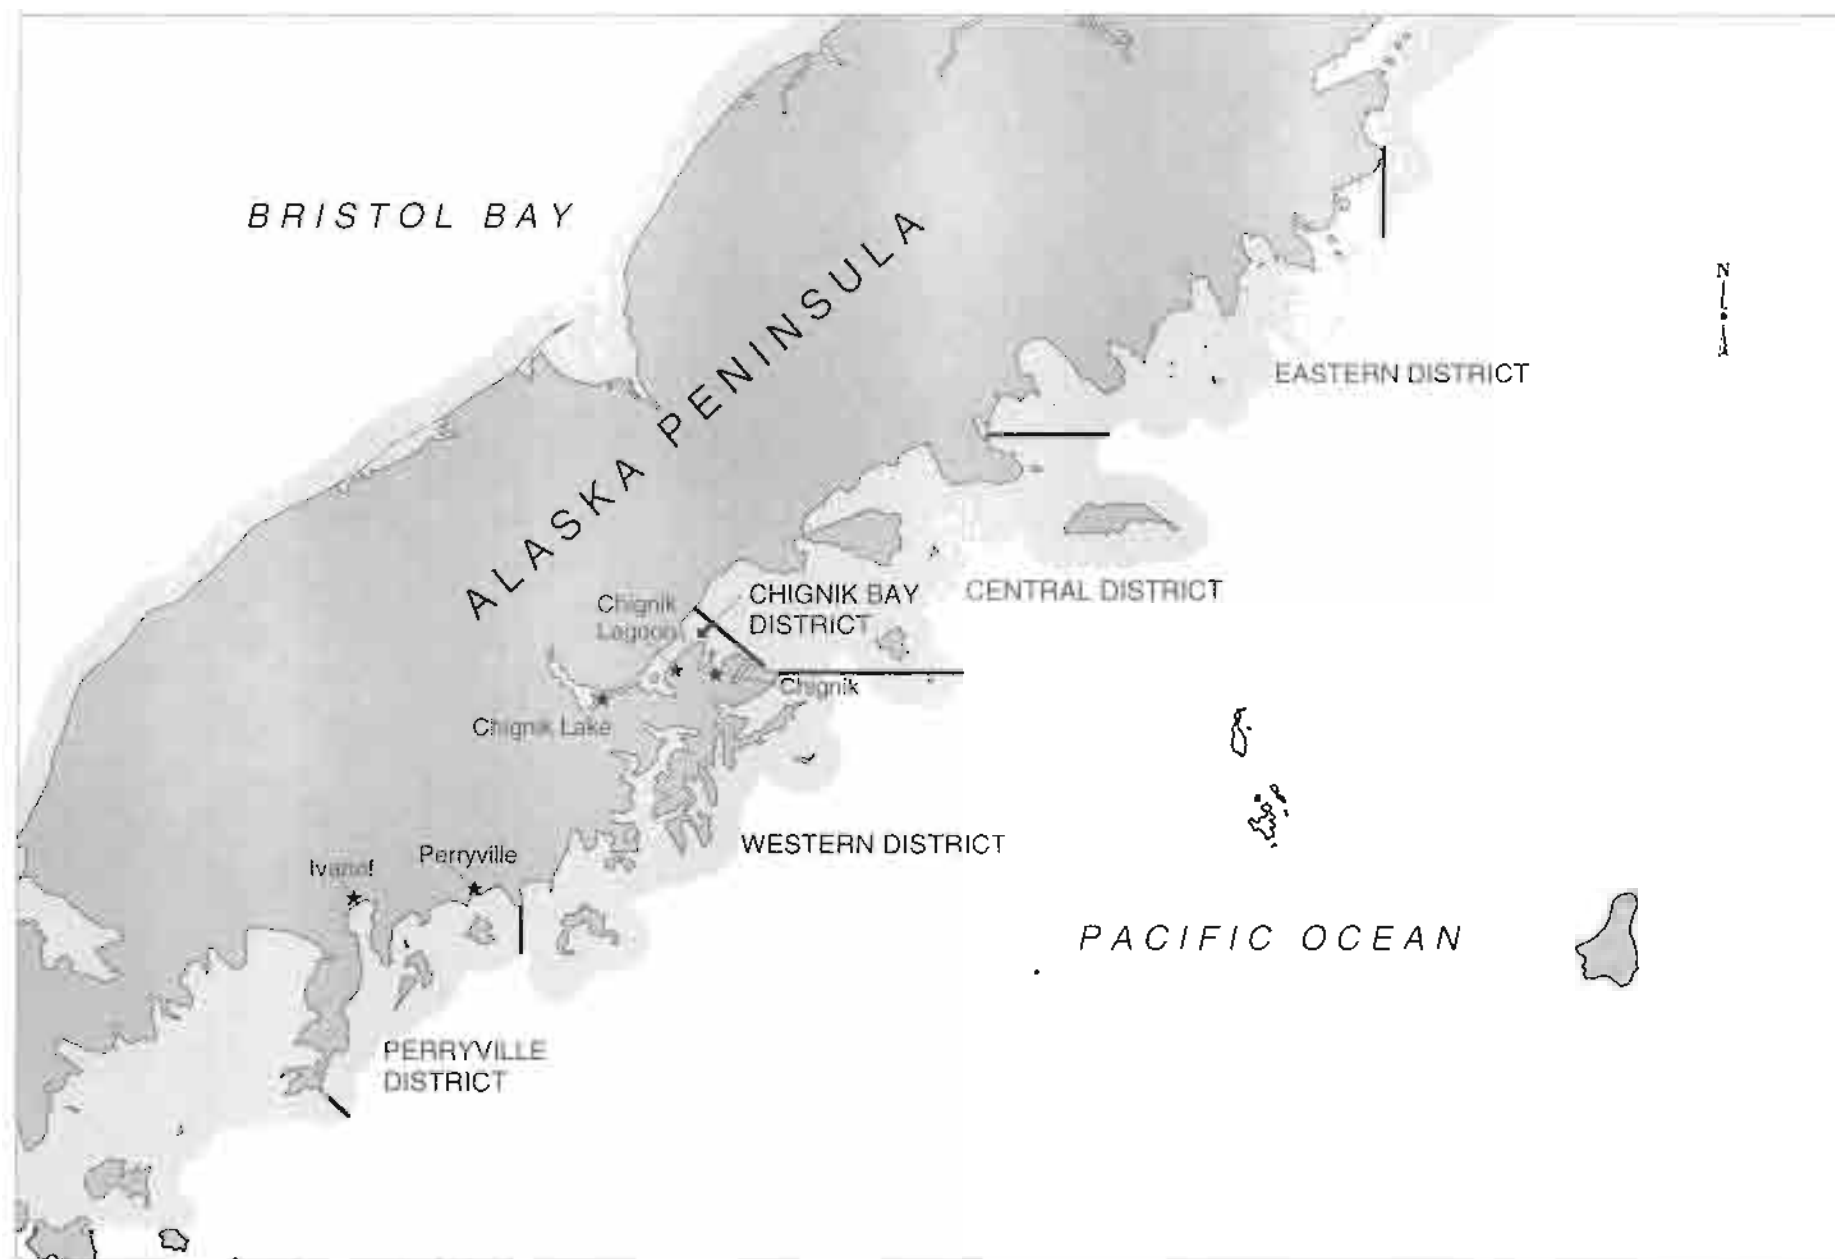 BRISTOL BAY
ALASKA PENINSULA
N
EASTERN DISTRICT
CHIGNIK BAY
DISTRICT
CENTRAL DISTRICT
Chignik
Lagoon
Chignik
Chignik Lake
WESTERN DISTRICT
Perryville
Ivanof
PACIFIC OCEAN
PERRYVILLE
DISTRICT